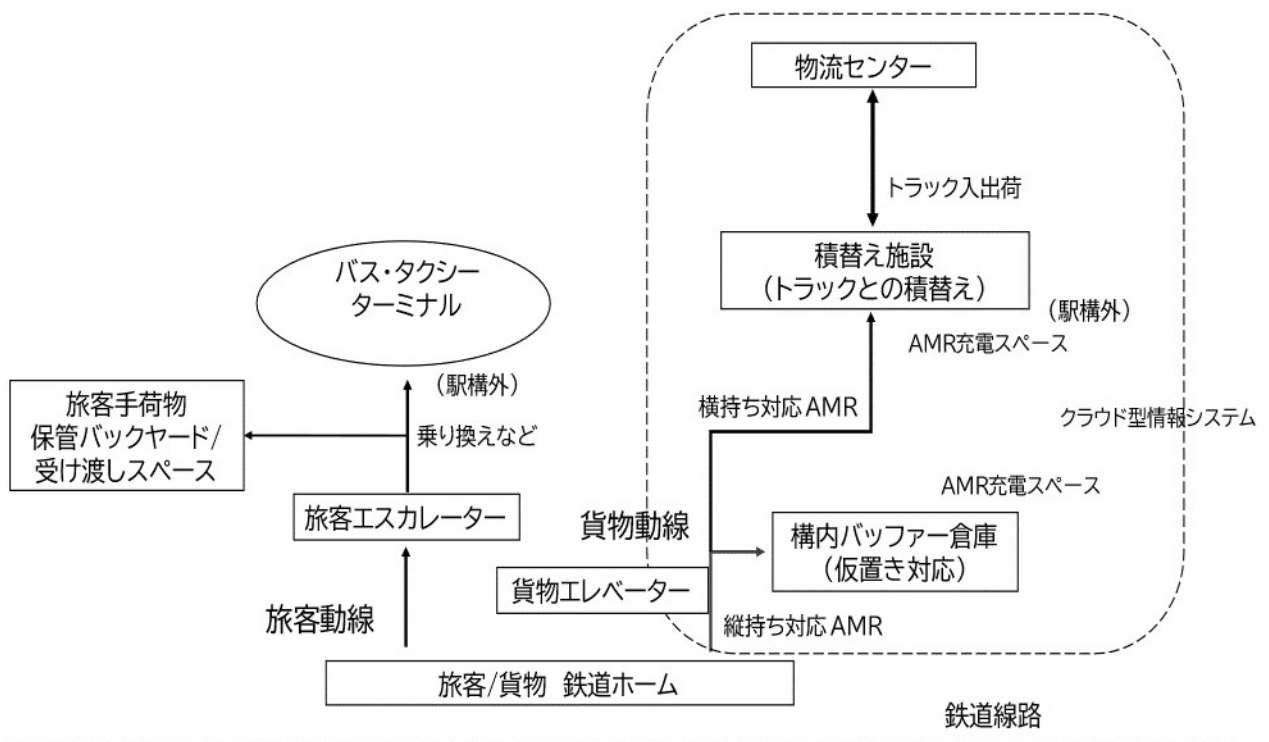 物流センター
トラック入出荷
積替え施設
（トラックとの積替え）
（駅構外）
AMR充電スペース
バス・タクシー
ターミナル
（駅構外）
旅客手荷物
保管バックヤード/
受け渡しスペース
乗り換えなど
横持ち対応 AMR
クラウド型情報システム
AMR充電スペース
旅客エスカレーター
貨物動線
構内バッファー倉庫
（仮置き対応）
貨物エレベーター
旅客動線
縦持ち対応 AMR
旅客/貨物 鉄道ホーム
鉄道線路